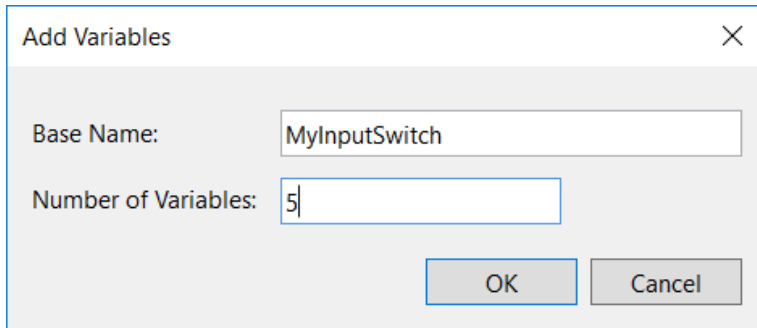 Add Variables
Base Name: MyInputSwitch
Number of Variables: 5
OK Cancel